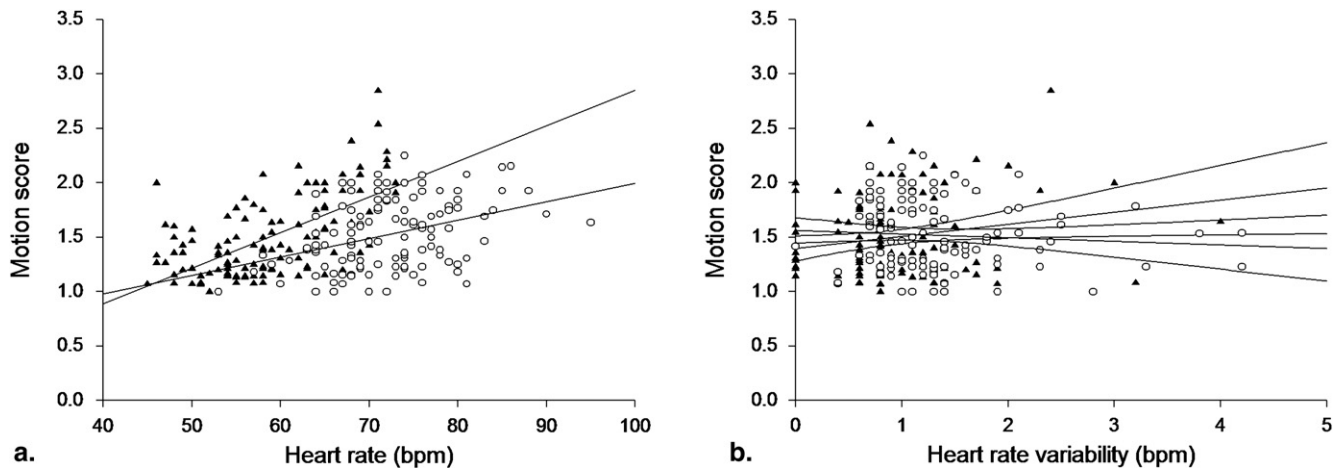 3.5
3.0
2.5
2.0
1.5
1.0
0.5
0.0
Motion score
40 50 60 70 80 90 100
Heart rate (bpm)
a.
3.5
3.0
2.5
2.0
1.5
1.0
0.5
0.0
Motion score
0 1 2 3 4 5
Heart rate variability (bpm)
b.